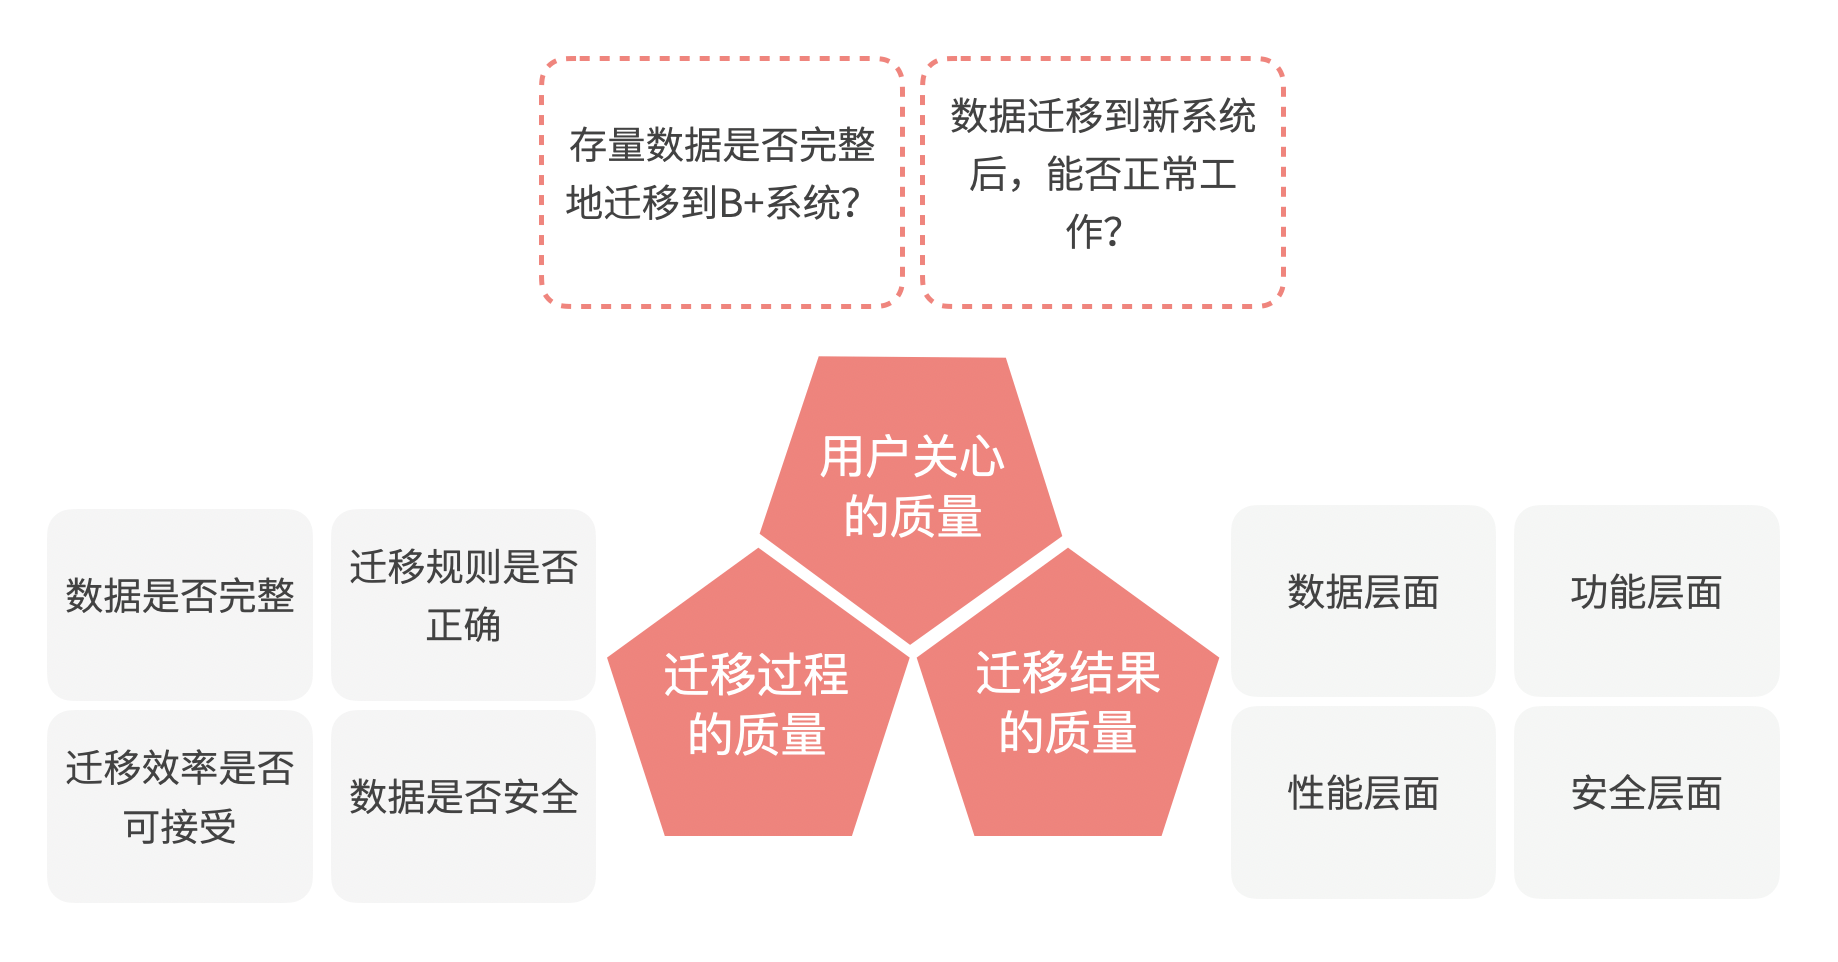 存量数据是否完整
地迁移到B+系统？
数据迁移到新系统
后，能否正常工
作？
用户关心
的质量
数据是否完整
迁移规则是否
正确
迁移效率是否
可接受
数据是否安全
迁移过程
的质量
迁移结果
的质量
数据层面
功能层面
性能层面
安全层面